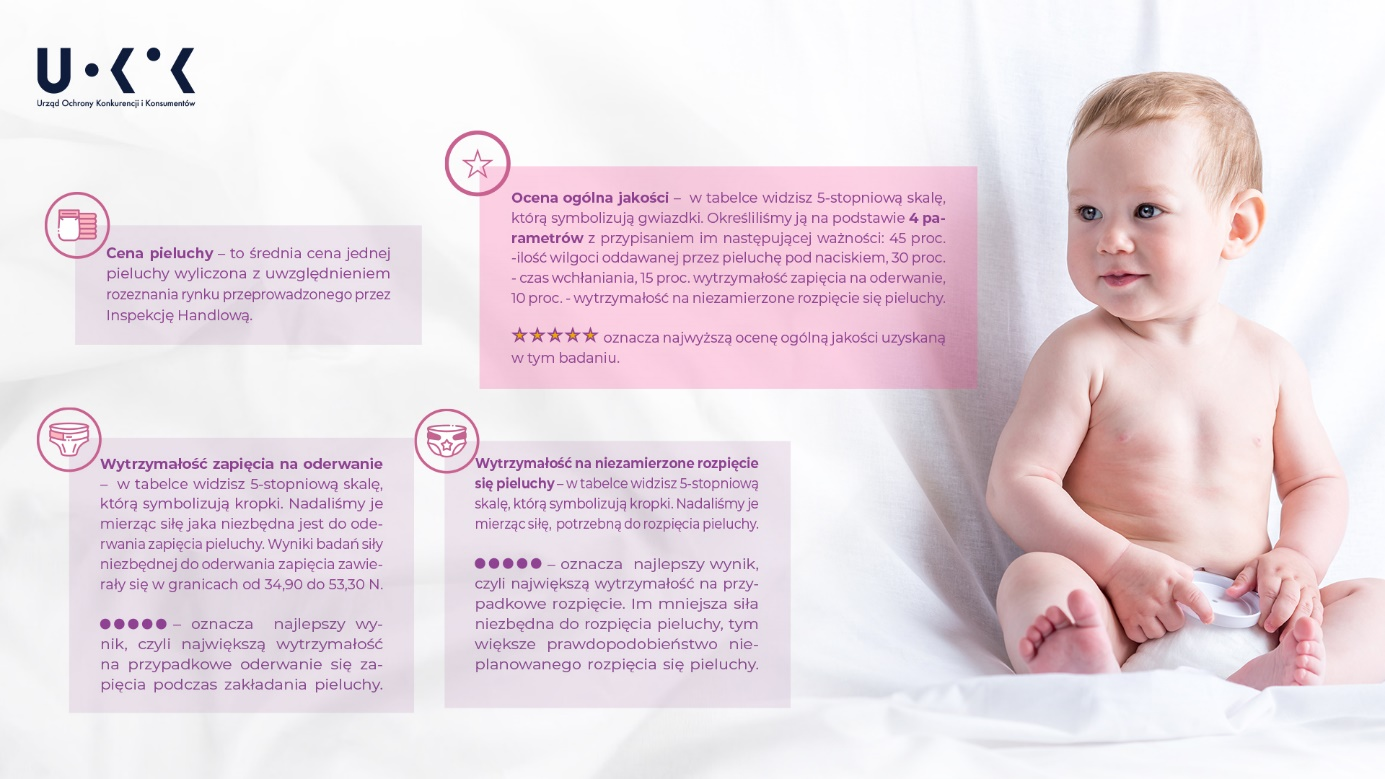 U·K·K
Urząd Ochrony Konkurencji i Konsumentów
Cena pieluchy – to średnia cena jednej
pieluchy wyliczona z uwzględnieniem
rozeznania rynku przeprowadzonego przez
Inspekcję Handlową.
Ocena ogólna jakości – w tabelce widzisz 5-stopniową skalę,
którą symbolizują gwiazdki. Określiliśmy ją na podstawie 4 pa-
rametrów z przypisaniem im następującej ważności: 45 proc.
-ilość wilgoci oddawanej przez pieluchę pod naciskiem, 30 proc.
- czas wchłaniania, 15 proc. wytrzymałość zapięcia na oderwanie,
10 proc. - wytrzymałość na niezamierzone rozpięcie się pieluchy.
★★★★★ oznacza najwyższą ocenę ogólną jakości uzyskaną
w tym badaniu.
Wytrzymałość zapięcia na oderwanie
– w tabelce widzisz 5-stopniową skalę,
którą symbolizują kropki. Nadaliśmy je
mierząc siłę jaka niezbędna jest do ode-
rwania zapięcia pieluchy. Wyniki badań siły
niezbędnej do oderwania zapięcia zawie-
rały się w granicach od 34,90 do 53,30 N.
●●●●● – oznacza najlepszy wy-
nik, czyli największą wytrzymałość
na przypadkowe oderwanie się za-
pięcia podczas zakładania pieluchy.
Wytrzymałość na niezamierzone rozpięcie
się pieluchy – w tabelce widzisz 5-stopniową
skalę, którą symbolizują kropki. Nadaliśmy je
mierząc siłę, potrzebną do rozpięcia pieluchy.
●●●●● – oznacza najlepszy wynik,
czyli największą wytrzymałość na przy-
padkowe rozpięcie. Im mniejsza siła
niezbędna do rozpięcia pieluchy, tym
większe prawdopodobieństwo nie-
planowanego rozpięcia się pieluchy.